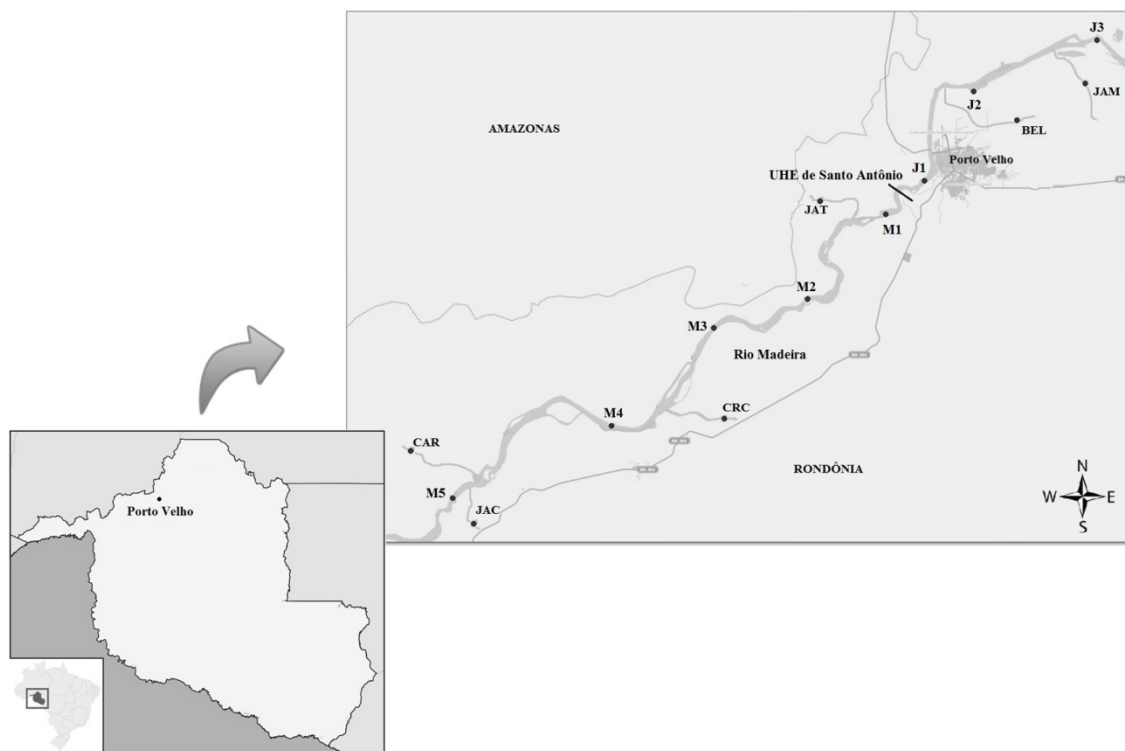 J3
JAM
J2
AMAZONAS
BEL
Porto Velho
J1
UHE de Santo Antônio
JAT
M1
M2
M3
Rio Madeira
M4
CRC
CAR
RONDÔNIA
N
W E
S
M5
JAC
Porto Velho